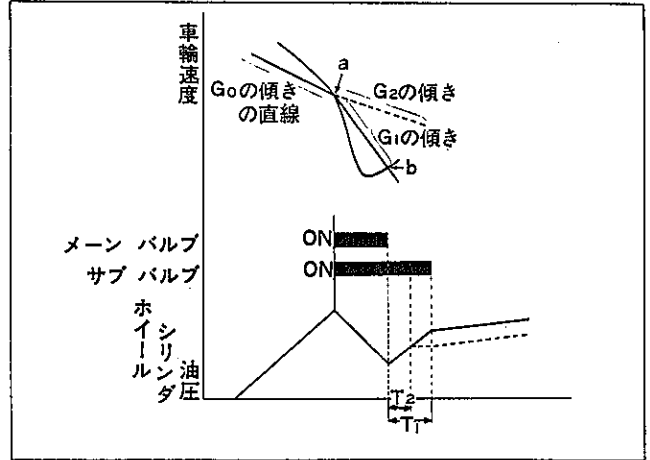 車輪速度
a
G0の傾き
の直線
G2の傾き
G1の傾き
b
メーン バルブ
ON
サブ バルブ
ON
ホイール
シリンダ
油圧
T2
T1